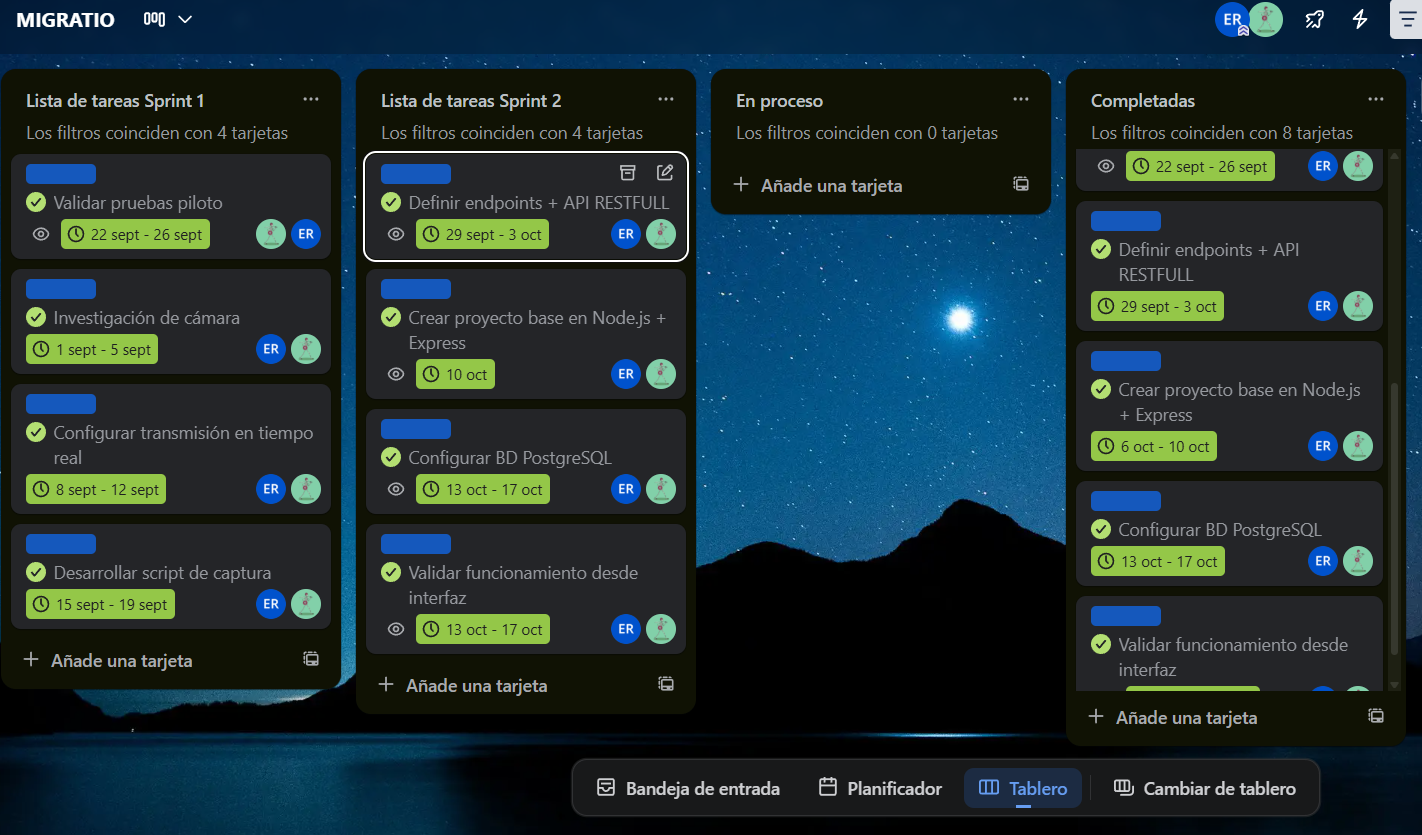 MIGRATIO
ER
Lista de tareas Sprint 1
Los filtros coinciden con 4 tarjetas
Validar pruebas piloto
22 sept - 26 sept
ER
Investigación de cámara
1 sept - 5 sept
ER
Configurar transmisión en tiempo
real
8 sept - 12 sept
ER
Desarrollar script de captura
15 sept - 19 sept
ER
Añade una tarjeta
Lista de tareas Sprint 2
Los filtros coinciden con 4 tarjetas
Definir endpoints + API RESTFULL
29 sept - 3 oct
ER
Crear proyecto base en Node.js +
Express
10 oct
ER
Configurar BD PostgreSQL
13 oct - 17 oct
ER
Validar funcionamiento desde
interfaz
13 oct - 17 oct
ER
Añade una tarjeta
En proceso
Los filtros coinciden con 0 tarjetas
Añade una tarjeta
Completadas
Los filtros coinciden con 8 tarjetas
22 sept - 26 sept
ER
Definir endpoints + API
RESTFULL
29 sept - 3 oct
ER
Crear proyecto base en Node.js
+ Express
6 oct - 10 oct
ER
Configurar BD PostgreSQL
13 oct - 17 oct
ER
Validar funcionamiento desde
interfaz
Añade una tarjeta
Bandeja de entrada
Planificador
Tablero
Cambiar de tablero